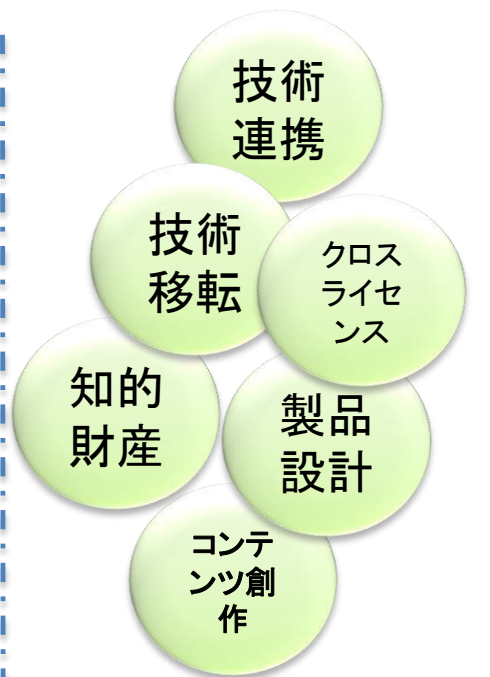 技術
連携
技術
移転
クロス
ライセ
ンス
知的
財産
製品
設計
コンテ
ンツ創
作